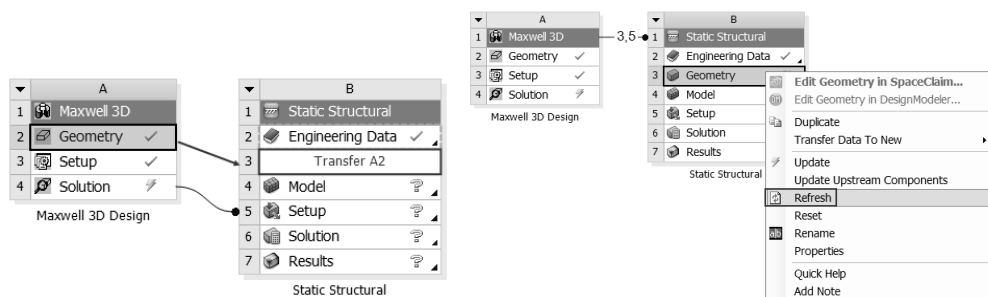 A
1 Maxwell 3D
2 Geometry
3 Setup
4 Solution
Maxwell 3D Design
B
1 Static Structural
2 Engineering Data
3 Transfer A2
4 Model ?
5 Setup ?
6 Solution ?
7 Results ?
Static Structural
A
1 Maxwell 3D
2 Geometry
3 Setup
4 Solution
Maxwell 3D Design
3,5
B
1 Static Structural
2 Engineering Data
3 Geometry
4 Model
5 Setup
6 Solution
7 Results
Static Structural
Edit Geometry in SpaceClaim...
Edit Geometry in DesignModeler...
Duplicate
Transfer Data To New
Update
Update Upstream Components
Refresh
Reset
ab Rename
Properties
Quick Help
Add Note